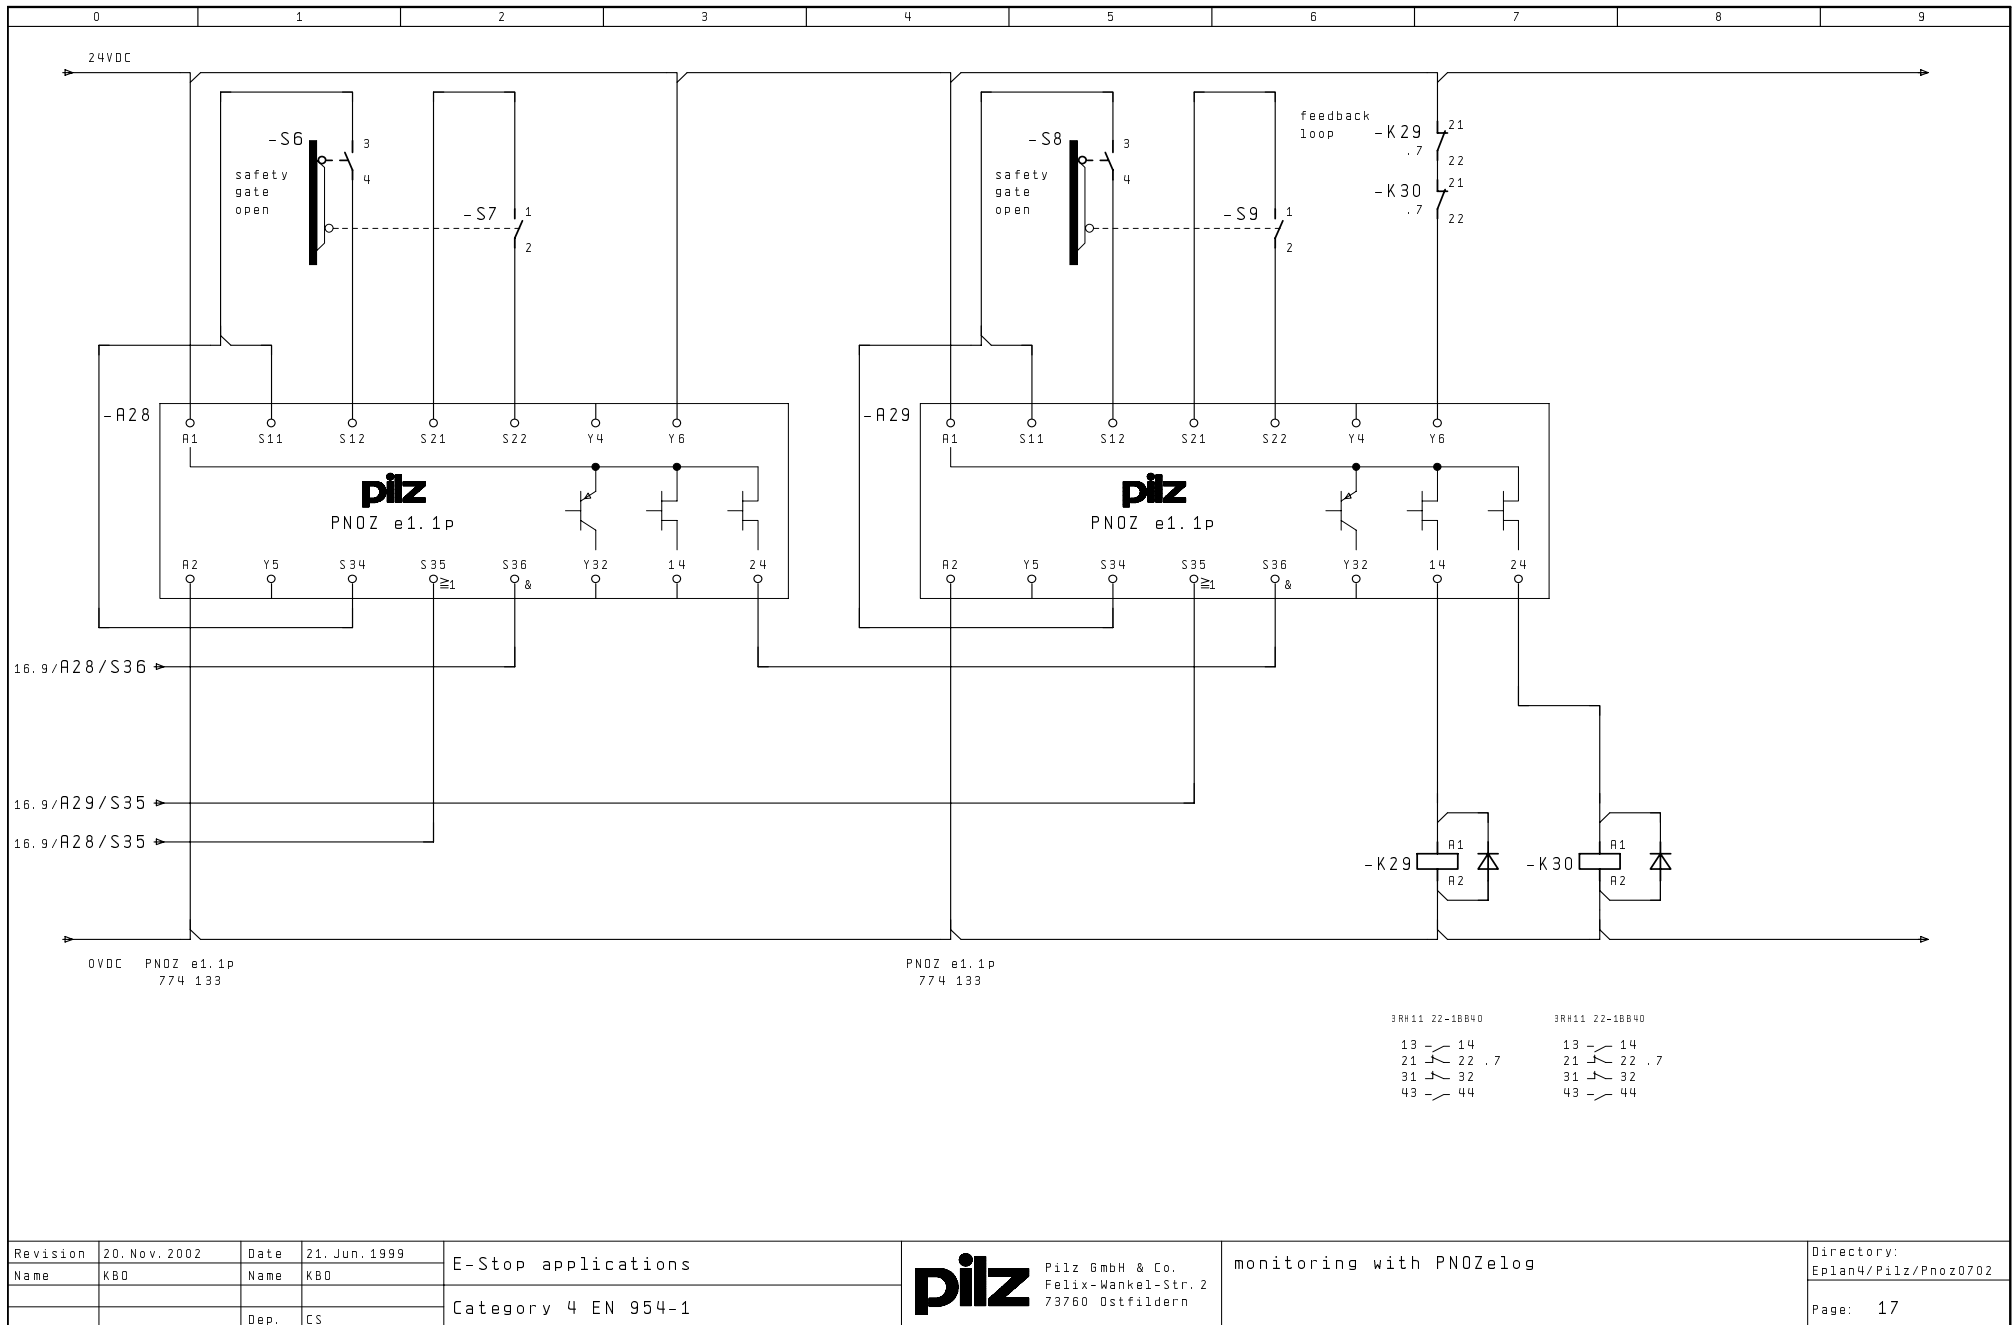 0 1 2 3 4 5 6 7 8 9
24VDC
-S6
3
4
safety
gate
open
-S7
1
2
-S8
3
4
safety
gate
open
-S9
1
2
feedback
loop
-K29
.7
21
22
-K30
.7
21
22
-A28
A1 S11 S12 S21 S22 Y4 Y6
pilz
PNOZ e1.1p
A2 Y5 S34 S35 S36 Y32 14 24
≧1 &
-A29
A1 S11 S12 S21 S22 Y4 Y6
pilz
PNOZ e1.1p
A2 Y5 S34 S35 S36 Y32 14 24
≧1 &
16.9/A28/S36
16.9/A29/S35
16.9/A28/S35
-K29
A1
A2
-K30
A1
A2
0VDC
PNOZ e1.1p
774 133
PNOZ e1.1p
774 133
3RH11 22-1BB40
13 14
21 22 .7
31 32
43 44
3RH11 22-1BB40
13 14
21 22 .7
31 32
43 44
Revision 20.Nov.2002 Date 21.Jun.1999
Name KBO Name KBO
Dep. CS
E-Stop applications
Category 4 EN 954-1
pilz
Pilz GmbH & Co.
Felix-Wankel-Str.2
73760 Ostfildern
monitoring with PNOZelog
Directory:
Eplan4/Pilz/Pnoz0702
Page: 17